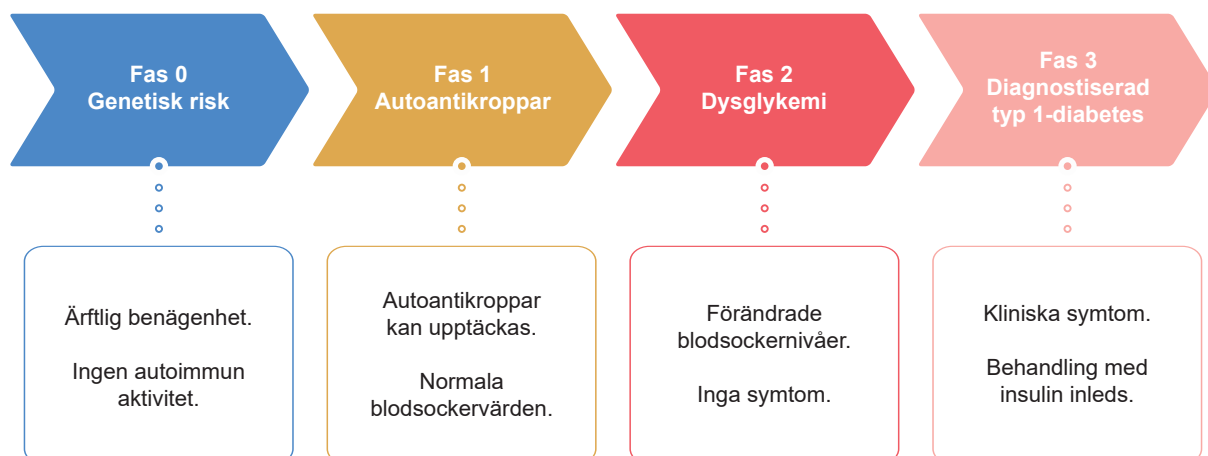 Fas 0
Genetisk risk
Fas 1
Autoantikroppar
Fas 2
Dysglykemi
Fas 3
Diagnostiserad
typ 1-diabetes
Ärftlig benägenhet.
Ingen autoimmun
aktivitet.
Autoantikroppar
kan upptäckas.
Normala
blodsockervärden.
Förändrade
blodsockernivåer.
Inga symtom.
Kliniska symtom.
Behandling med
insulin inleds.